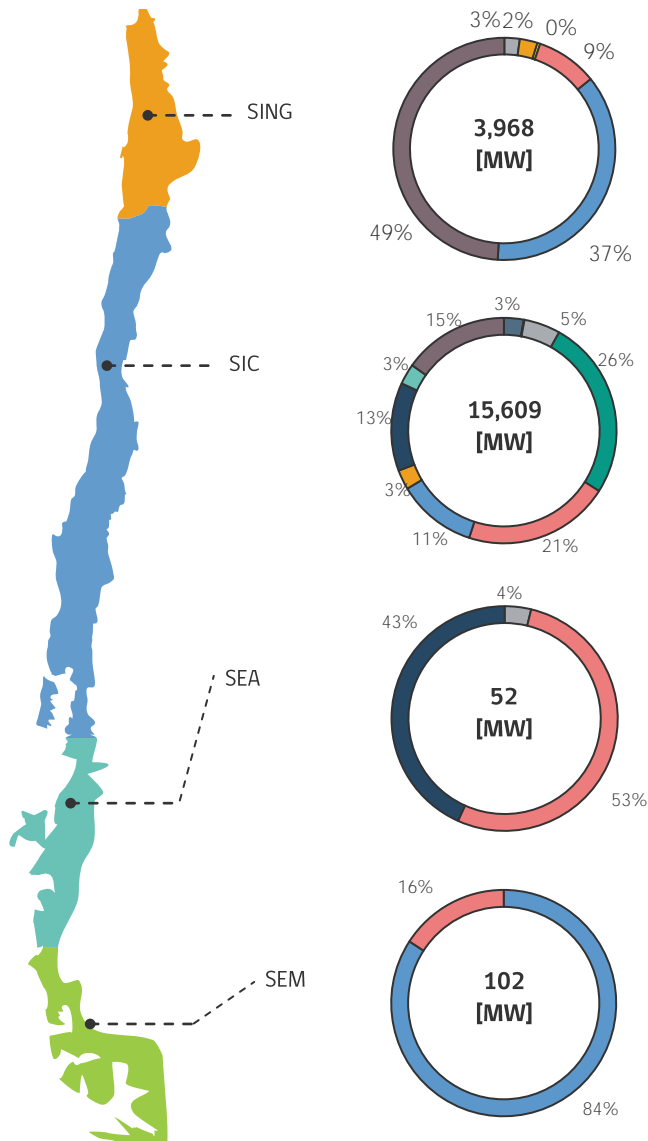 3% 2% 0%
9%
SING
3,968
[MW]
49%
37%
3%
15% 5%
3% 26%
SIC
13%
15,609
[MW]
3%
11% 21%
4%
43%
SEA
52
[MW]
53%
16%
SEM
102
[MW]
84%